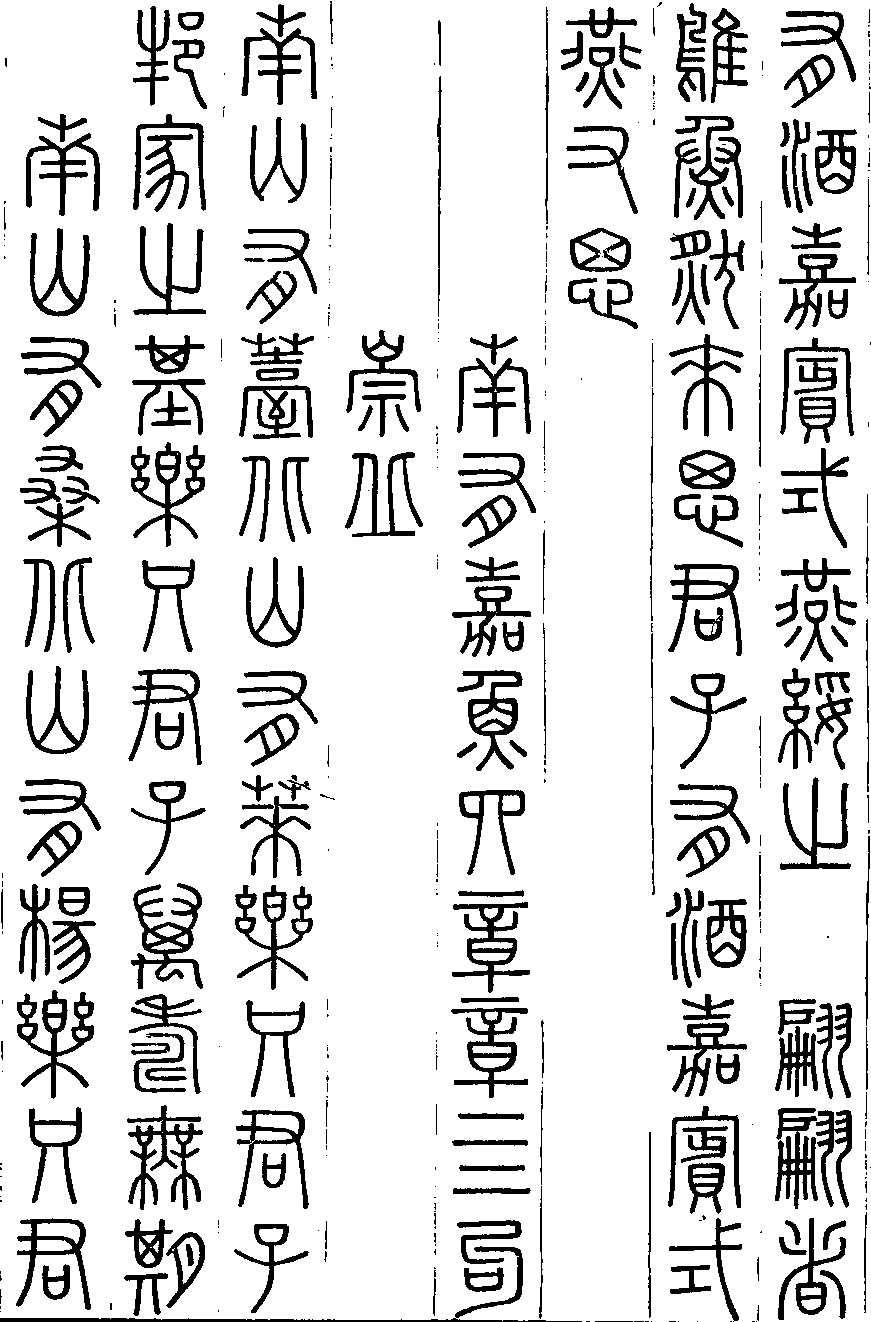 有酒嘉賓式燕綏之　翩翩者
鵻烝然來思君子有酒嘉賓式
燕又思
南有嘉魚四章章亖句
崇丘
南山有臺北山有萊樂只君子
邦家之基樂只君子萬壽無期
南山有桑北山有楊樂只君